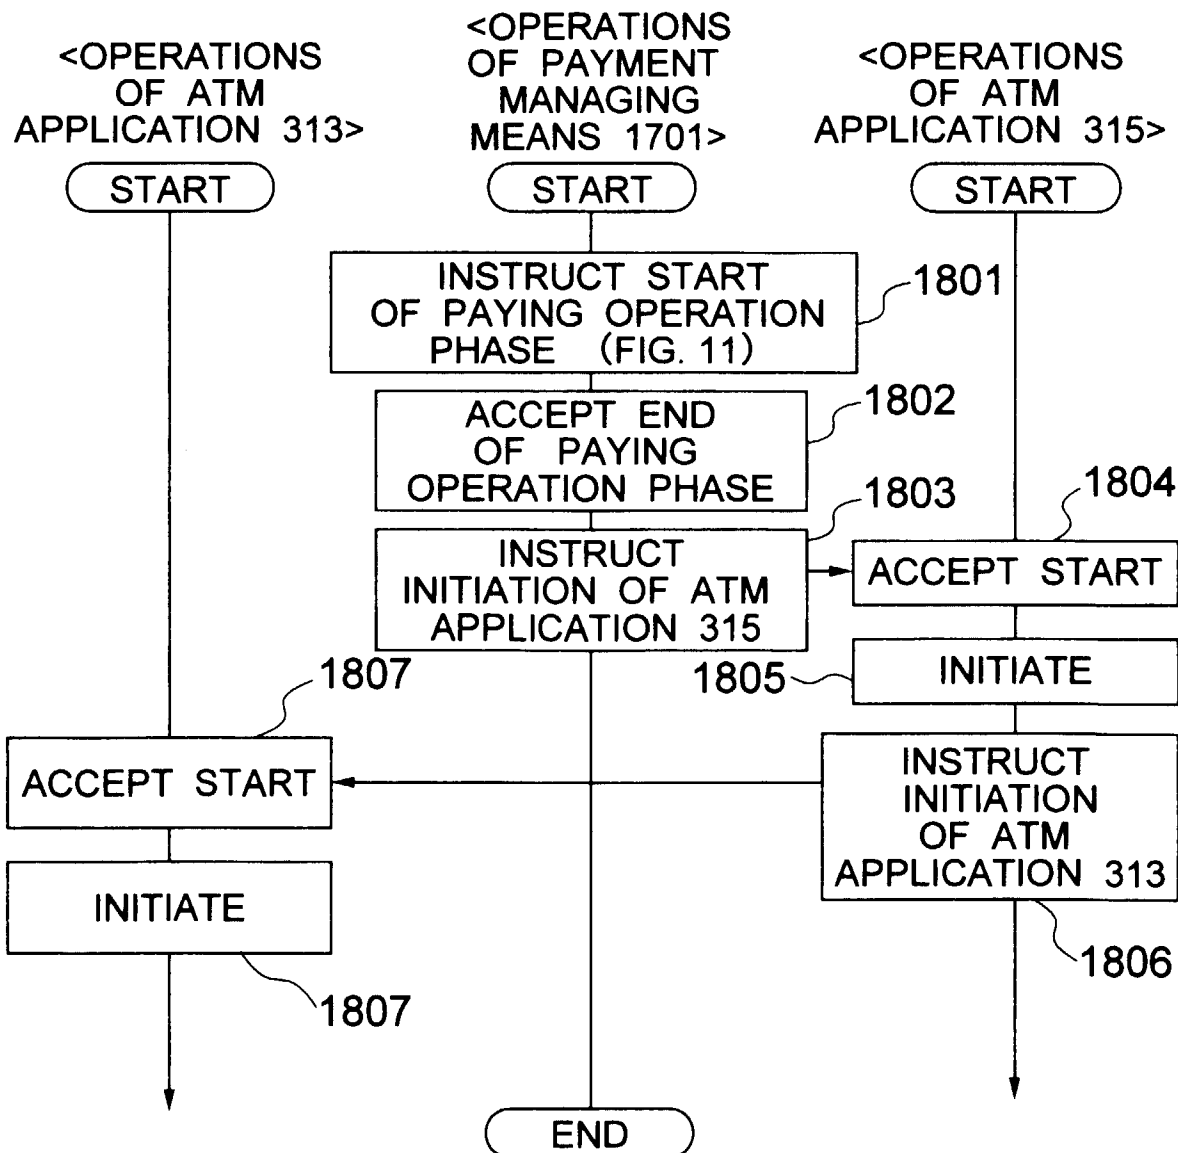 <OPERATIONS
OF ATM
APPLICATION 313>
<OPERATIONS
OF PAYMENT
MANAGING
MEANS 1701>
<OPERATIONS
OF ATM
APPLICATION 315>
START
START
START
INSTRUCT START
OF PAYING OPERATION
PHASE (FIG. 11)
1801
ACCEPT END
OF PAYING
OPERATION PHASE
1802
INSTRUCT
INITIATION OF ATM
APPLICATION 315
1803
1804
ACCEPT START
1805
INITIATE
1807
ACCEPT START
INSTRUCT
INITIATION
OF ATM
APPLICATION 313
1806
INITIATE
1807
END